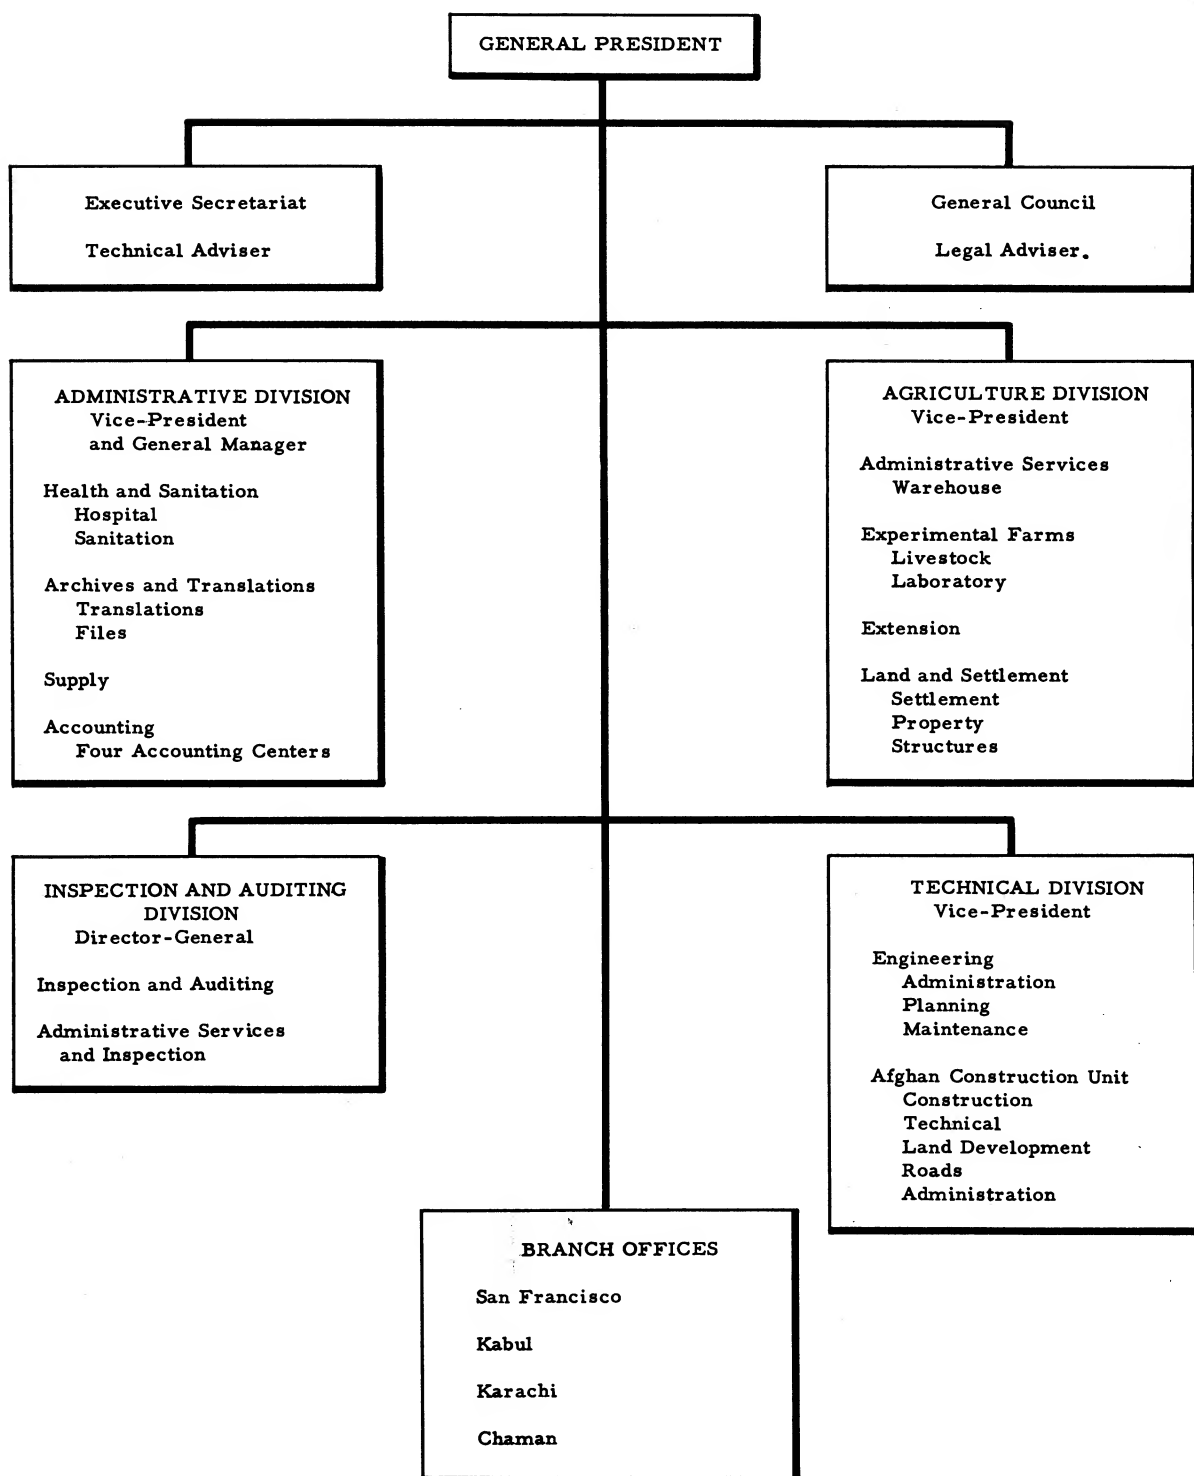 GENERAL PRESIDENT
Executive Secretariat
Technical Adviser
General Council
Legal Adviser.
ADMINISTRATIVE DIVISION
Vice-President
and General Manager
Health and Sanitation
Hospital
Sanitation
Archives and Translations
Translations
Files
Supply
Accounting
Four Accounting Centers
AGRICULTURE DIVISION
Vice-President
Administrative Services
Warehouse
Experimental Farms
Livestock
Laboratory
Extension
Land and Settlement
Settlement
Property
Structures
INSPECTION AND AUDITING
DIVISION
Director-General
Inspection and Auditing
Administrative Services
and Inspection
TECHNICAL DIVISION
Vice-President
Engineering
Administration
Planning
Maintenance
Afghan Construction Unit
Construction
Technical
Land Development
Roads
Administration
BRANCH OFFICES
San Francisco
Kabul
Karachi
Chaman